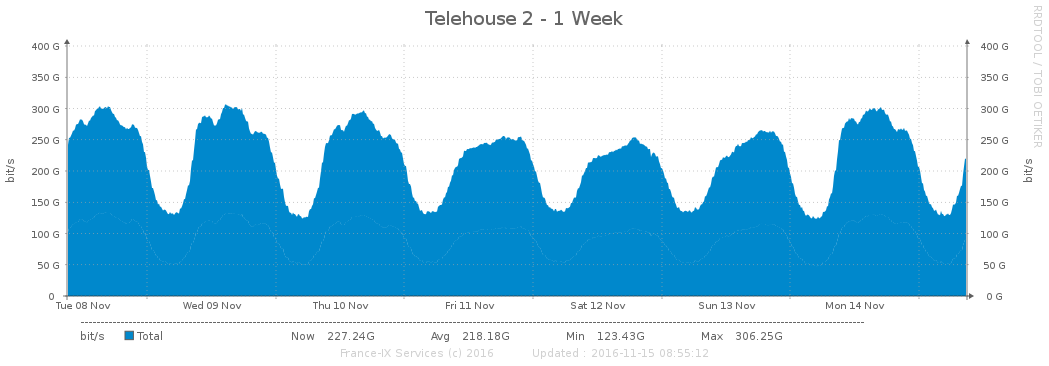 Telehouse 2 - 1 Week
RRDTOOL / TOBI OETIKER
400 G 400 G
350 G 350 G
300 G 300 G
250 G 250 G
200 G 200 G
150 G 150 G
100 G 100 G
50 G 50 G
0 0 G
bit/s bit/s
Tue 08 Nov Wed 09 Nov Thu 10 Nov Fri 11 Nov Sat 12 Nov Sun 13 Nov Mon 14 Nov
bit/s Total Now 227.24G Avg 218.18G Min 123.43G Max 306.25G
France-IX Services (c) 2016 Updated : 2016-11-15 08:55:12